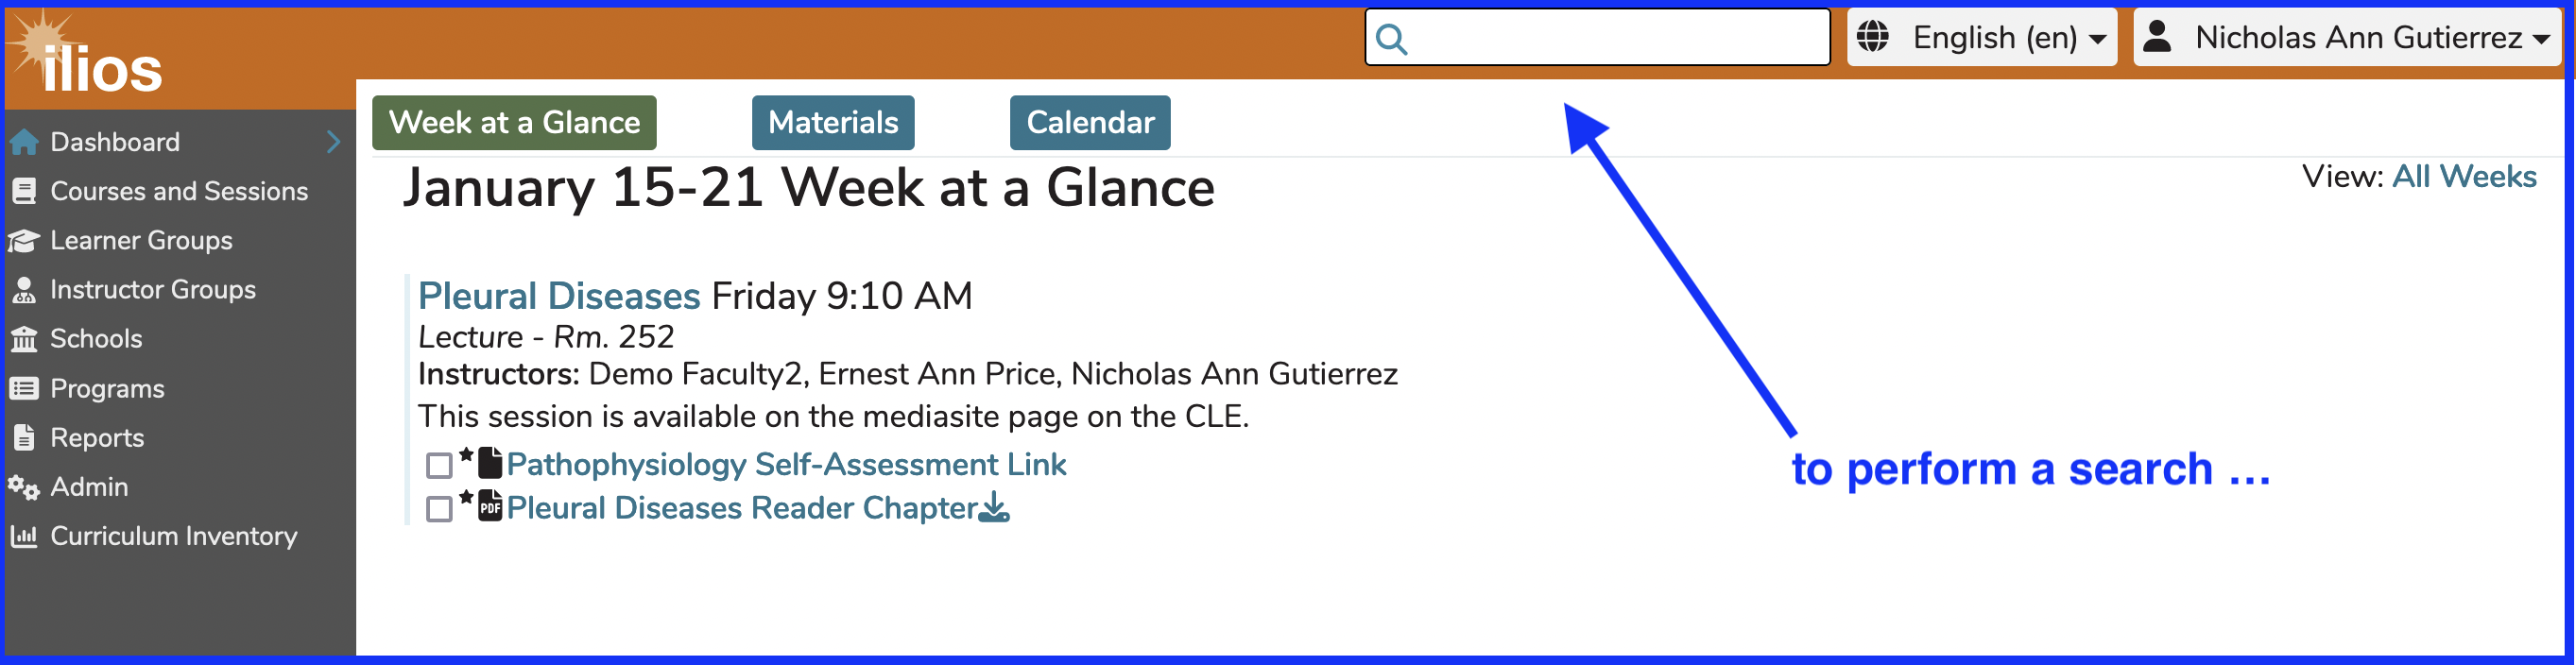 ilios
English (en)
Nicholas Ann Gutierrez
Dashboard
Courses and Sessions
Learner Groups
Instructor Groups
Schools
Programs
Reports
Admin
Curriculum Inventory
Week at a Glance
Materials
Calendar
January 15-21 Week at a Glance
View: All Weeks
Pleural Diseases Friday 9:10 AM
Lecture - Rm. 252
Instructors: Demo Faculty2, Ernest Ann Price, Nicholas Ann Gutierrez
This session is available on the mediasite page on the CLE.
Pathophysiology Self-Assessment Link
PDF Pleural Diseases Reader Chapter
to perform a search ...